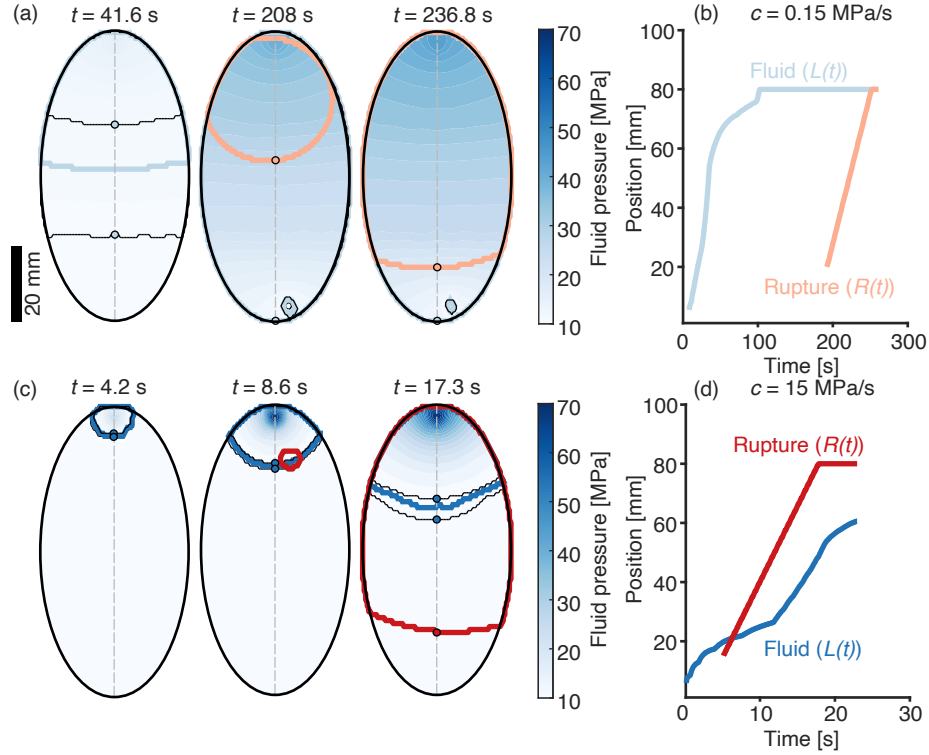 (a)
t = 41.6 s
t = 208 s
t = 236.8 s
20 mm
70
60
50
40
30
20
10
Fluid pressure [MPa]
(b)
c = 0.15 MPa/s
100
80
60
40
20
0
100
200
300
Position [mm]
Time [s]
Fluid (L(t))
Rupture (R(t))
(c)
t = 4.2 s
t = 8.6 s
t = 17.3 s
70
60
50
40
30
20
10
Fluid pressure [MPa]
(d)
c = 15 MPa/s
100
80
60
40
20
0
10
20
30
Position [mm]
Time [s]
Rupture (R(t))
Fluid (L(t))